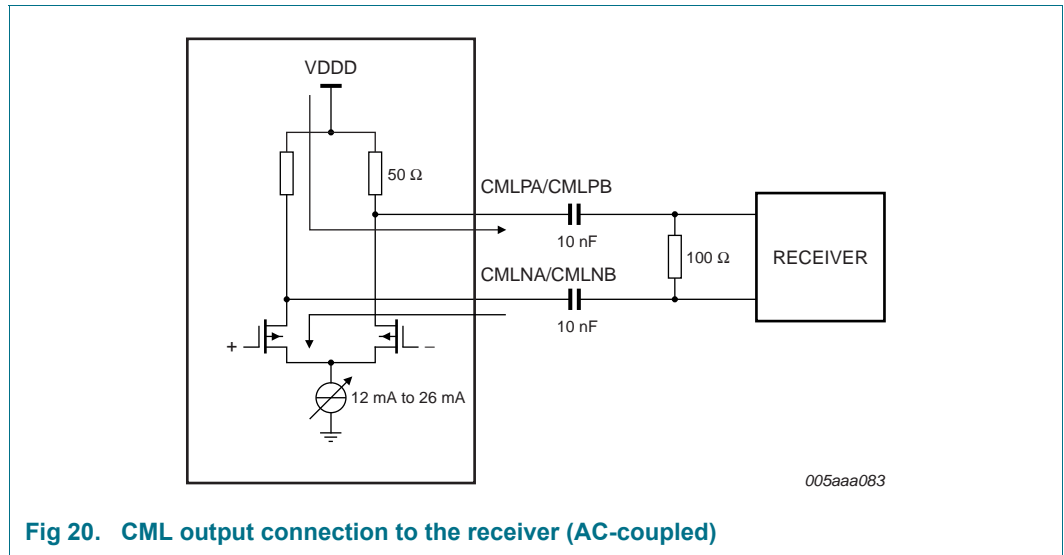 VDDD
50 Ω
CMLPA/CMLPB
10 nF
100 Ω
RECEIVER
CMLNA/CMLNB
10 nF
+
–
12 mA to 26 mA
005aaa083
Fig 20. CML output connection to the receiver (AC-coupled)